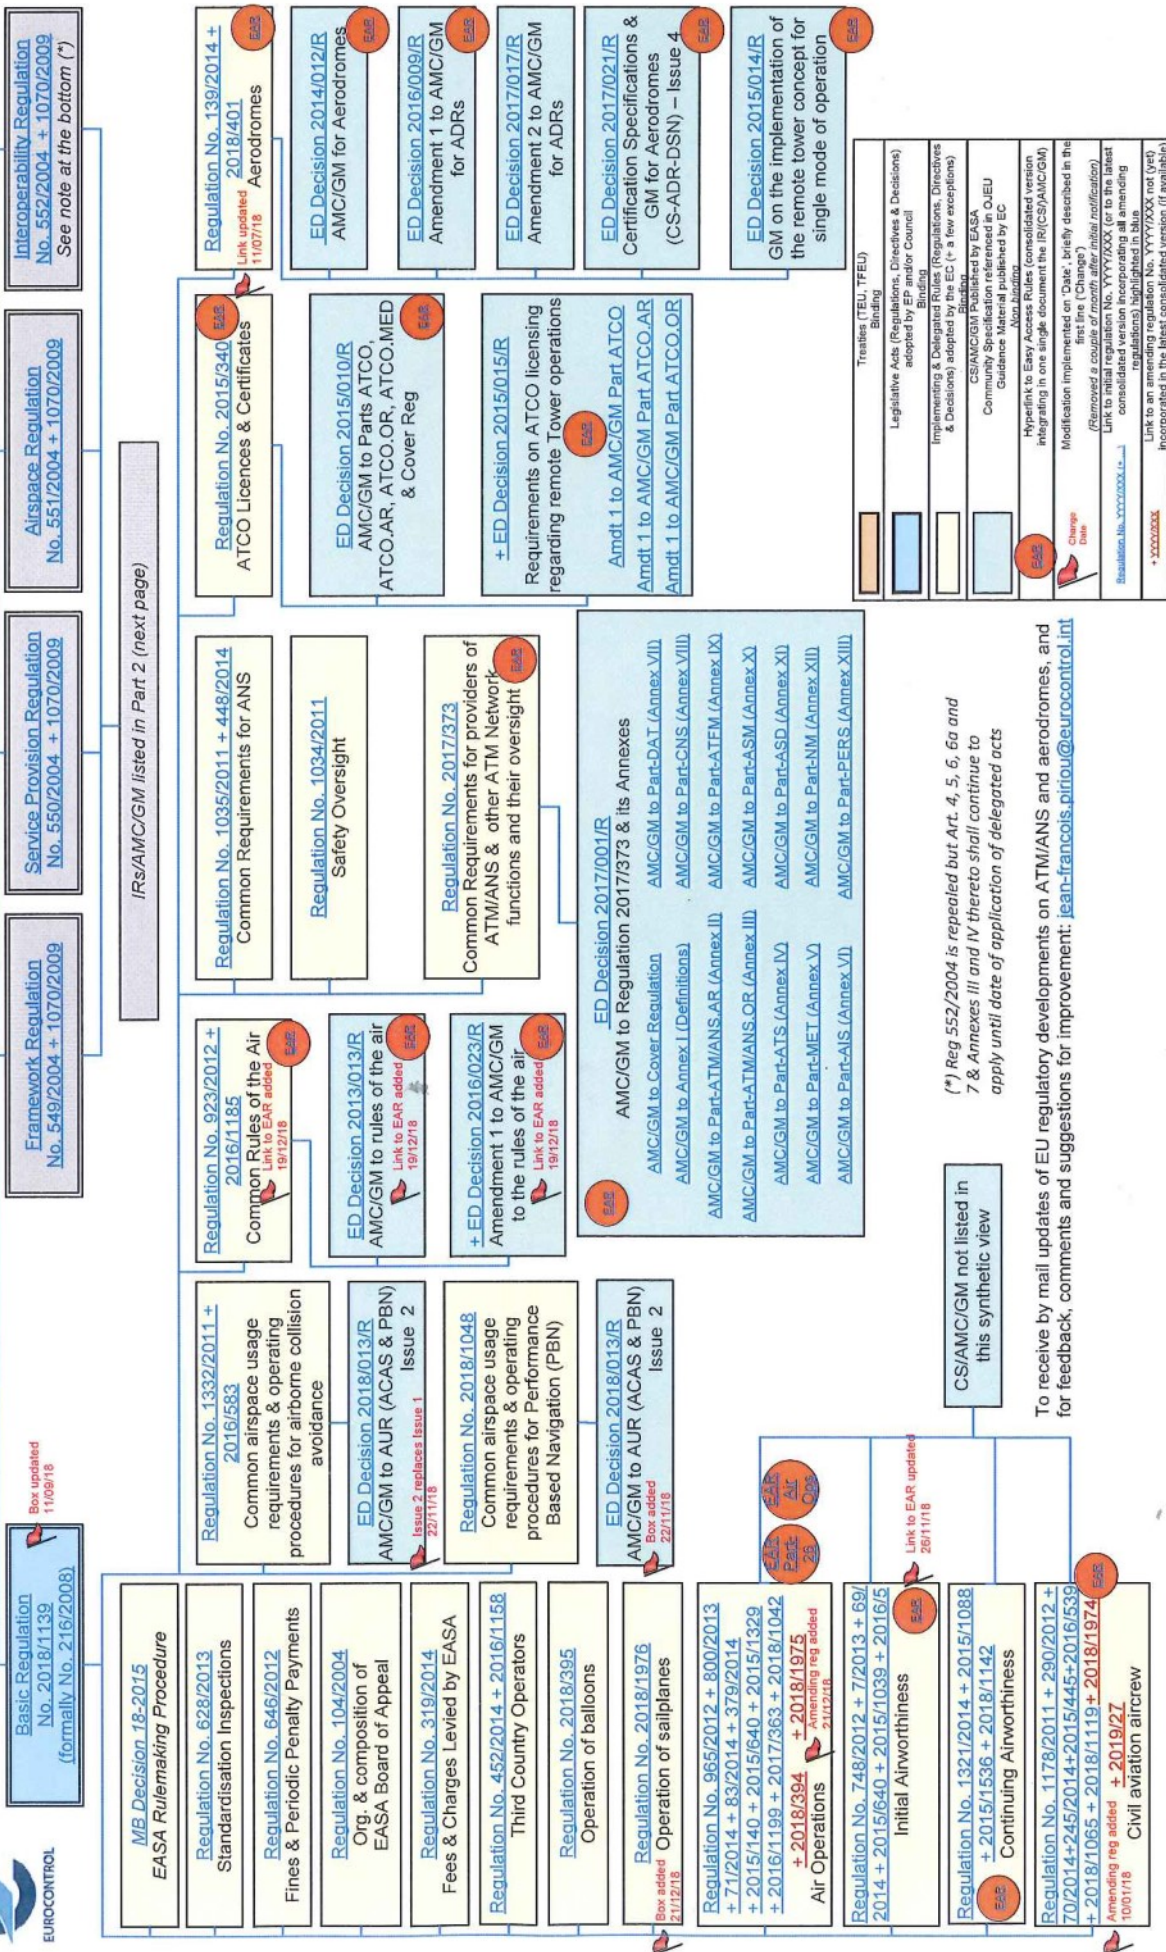 EUROCONTROL
Basic Regulation
No. 2018/1139
(formally No. 216/2008)
Box updated
11/09/18
Framework Regulation
No. 549/2004 + 1070/2009
Service Provision Regulation
No. 550/2004 + 1070/2009
Airspace Regulation
No. 551/2004 + 1070/2009
Interoperability Regulation
No. 552/2004 + 1070/2009
See note at the bottom (*)
IRs/AMC/GM listed in Part 2 (next page)
MB Decision 18-2015
EASA Rulemaking Procedure
Regulation No. 628/2013
Standardisation Inspections
Regulation No. 646/2012
Fines & Periodic Penalty Payments
Regulation No. 104/2004
Org. & composition of
EASA Board of Appeal
Regulation No. 319/2014
Fees & Charges Levied by EASA
Regulation No. 452/2014 + 2016/1158
Third Country Operators
Regulation No. 2018/395
Operation of balloons
Regulation No. 2018/1976
Box added
21/12/18
Operation of sailplanes
Regulation No. 965/2012 + 800/2013
+ 71/2014 + 83/2014 + 379/2014
+ 2015/140 + 2015/640 + 2015/1329
+ 2016/1199 + 2017/363 + 2018/1042
+ 2018/394 + 2018/1975
Air Operations
Amending reg added
21/12/18
EAR
Part
26
EAR
Air
Ops
Regulation No. 748/2012 + 7/2013 + 69/
2014 + 2015/640 + 2015/1039 + 2016/5
Initial Airworthiness
EAR
Link to EAR updated
26/11/18
Regulation No. 1321/2014 + 2015/1088
+ 2015/1536 + 2018/1142
Continuing Airworthiness
EAR
Regulation No. 1178/2011 + 290/2012 +
70/2014+245/2014+2015/445+2016/539
+ 2018/1065 + 2018/1119 + 2018/1974
+ 2019/27
Amending reg added
10/01/18
Civil aviation aircrew
EAR
Regulation No. 1332/2011 +
2016/583
Common airspace usage
requirements & operating
procedures for airborne collision
avoidance
ED Decision 2018/013/R
AMC/GM to AUR (ACAS & PBN)
Issue 2
Issue 2 replaces Issue 1
22/11/18
Regulation No. 2018/1048
Common airspace usage
requirements & operating
procedures for Performance
Based Navigation (PBN)
ED Decision 2018/013/R
AMC/GM to AUR (ACAS & PBN)
Issue 2
Box added
22/11/18
Regulation No. 923/2012 +
2016/1185
Common Rules of the Air
Link to EAR added
19/12/18
EAR
ED Decision 2013/013/R
AMC/GM to rules of the air
Link to EAR added
19/12/18
EAR
+ ED Decision 2016/023/R
Amendment 1 to AMC/GM
to the rules of the air
Link to EAR added
19/12/18
EAR
Regulation No. 1035/2011 + 448/2014
Common Requirements for ANS
Regulation No. 1034/2011
Safety Oversight
Regulation No. 2017/373
Common Requirements for providers of
ATM/ANS & other ATM Network
functions and their oversight
EAR
EAR
ED Decision 2017/001/R
AMC/GM to Regulation 2017/373 & its Annexes
AMC/GM to Cover Regulation
AMC/GM to Annex I (Definitions)
AMC/GM to Part-ATM/ANS.AR (Annex II)
AMC/GM to Part-ATM/ANS.OR (Annex III)
AMC/GM to Part-ATS (Annex IV)
AMC/GM to Part-MET (Annex V)
AMC/GM to Part-AIS (Annex VI)
AMC/GM to Part-DAT (Annex VII)
AMC/GM to Part-CNS (Annex VIII)
AMC/GM to Part-ATFM (Annex IX)
AMC/GM to Part-ASM (Annex X)
AMC/GM to Part-ASD (Annex XI)
AMC/GM to Part-NM (Annex XII)
AMC/GM to Part-PERS (Annex XIII)
Regulation No. 2015/340
ATCO Licences & Certificates
EAR
ED Decision 2015/010/R
AMC/GM to Parts ATCO,
ATCO.AR, ATCO.OR, ATCO.MED
& Cover Reg
EAR
+ ED Decision 2015/015/R
Requirements on ATCO licensing
regarding remote Tower operations
EAR
Amdt 1 to AMC/GM Part ATCO
Amdt 1 to AMC/GM Part ATCO.AR
Amdt 1 to AMC/GM Part ATCO.OR
Regulation No. 139/2014 +
2018/401
Link updated
11/07/18
Aerodromes
EAR
ED Decision 2014/012/R
AMC/GM for Aerodromes
EAR
ED Decision 2016/009/R
Amendment 1 to AMC/GM
for ADRs
EAR
ED Decision 2017/017/R
Amendment 2 to AMC/GM
for ADRs
ED Decision 2017/021/R
Certification Specifications &
GM for Aerodromes
(CS-ADR-DSN) – Issue 4
EAR
ED Decision 2015/014/R
GM on the implementation of
the remote tower concept for
single mode of operation
EAR
CS/AMC/GM not listed in
this synthetic view
(*) Reg 552/2004 is repealed but Art. 4, 5, 6, 6a and
7 & Annexes III and IV thereto shall continue to
apply until date of application of delegated acts
To receive by mail updates of EU regulatory developments on ATM/ANS and aerodromes, and
for feedback, comments and suggestions for improvement: jean-francois.piriou@eurocontrol.int
Treaties (TEU, TFEU)
Binding
Legislative Acts (Regulations, Directives & Decisions)
adopted by EP and/or Council
Binding
Implementing & Delegated Rules (Regulations, Directives
& Decisions) adopted by the EC (+ a few exceptions)
Binding
CS/AMC/GM Published by EASA
Community Specification referenced in OJEU
Guidance Material published by EC
Non binding
EAR
Hyperlink to Easy Access Rules (consolidated version
integrating in one single document the IR/(CS/)AMC/GM)
Change
Date
Modification implemented on 'Date', briefly described in the
first line ('Change')
(Removed a couple of month after initial notification)
Regulation No. YYYY/XXX (+ ...)
Link to initial regulation No. YYYY/XXX (or to the latest
consolidated version incorporating all amending
regulations) highlighted in blue
+ YYYY/XXX
Link to an amending regulation No. YYYY/XXX not (yet)
incorporated in the latest consolidated version (if available)